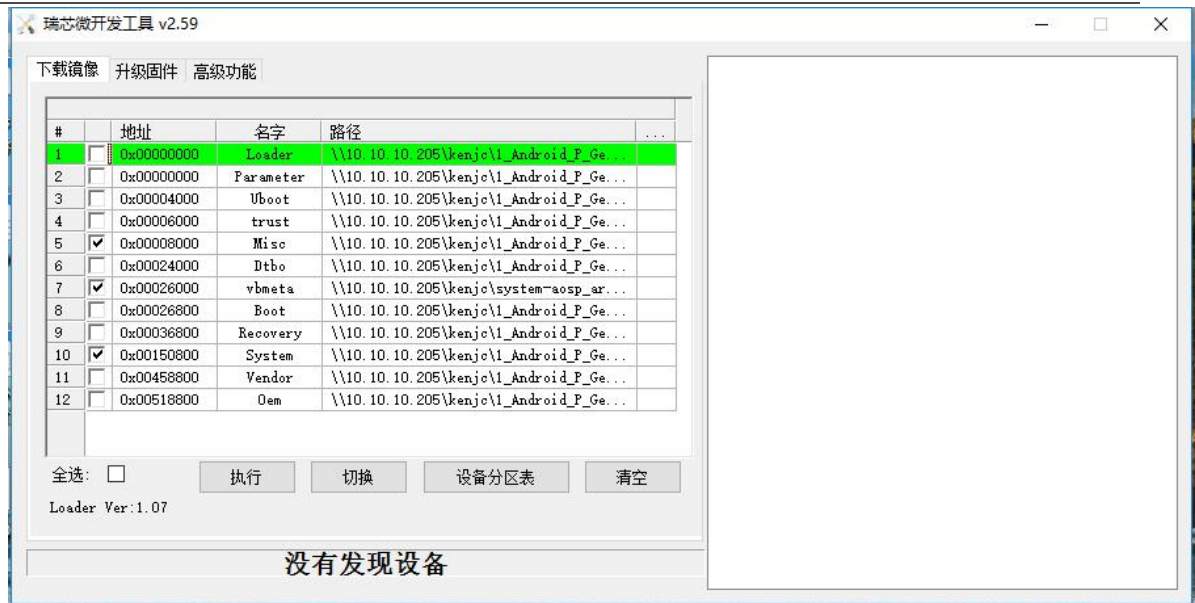 瑞芯微开发工具 v2.59
下载镜像 升级固件 高级功能
# 地址 名字 路径 ...
1 0x00000000 Loader \\10.10.10.205\kenjc\1_Android_P_Ge...
2 0x00000000 Parameter \\10.10.10.205\kenjc\1_Android_P_Ge...
3 0x00004000 Uboot \\10.10.10.205\kenjc\1_Android_P_Ge...
4 0x00006000 trust \\10.10.10.205\kenjc\1_Android_P_Ge...
5 0x00008000 Misc \\10.10.10.205\kenjc\1_Android_P_Ge...
6 0x00024000 Dtbo \\10.10.10.205\kenjc\1_Android_P_Ge...
7 0x00026000 vbmeta \\10.10.10.205\kenjc\system-aosp_ar...
8 0x00026800 Boot \\10.10.10.205\kenjc\1_Android_P_Ge...
9 0x00036800 Recovery \\10.10.10.205\kenjc\1_Android_P_Ge...
10 0x00150800 System \\10.10.10.205\kenjc\1_Android_P_Ge...
11 0x00458800 Vendor \\10.10.10.205\kenjc\1_Android_P_Ge...
12 0x00518800 Oem \\10.10.10.205\kenjc\1_Android_P_Ge...
全选: 执行 切换 设备分区表 清空
Loader Ver:1.07
没有发现设备